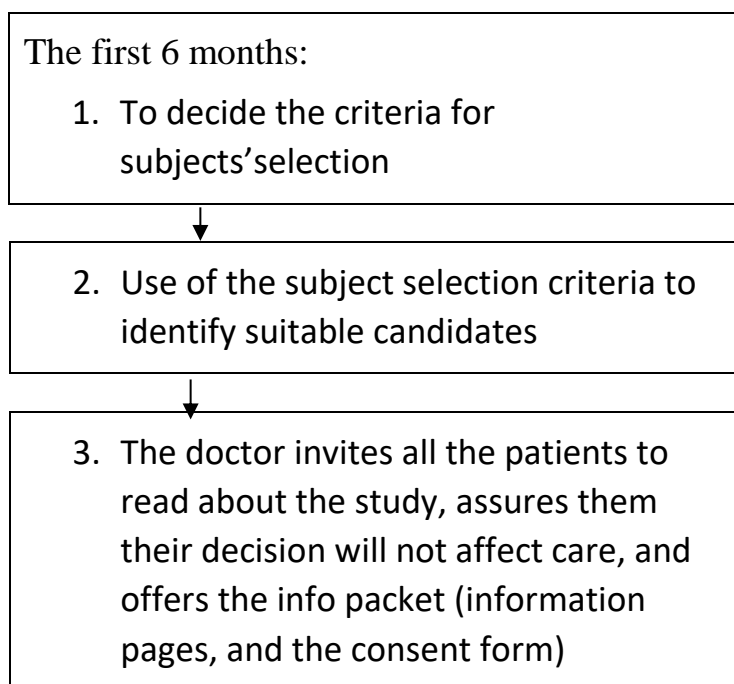 The first 6 months:
1. To decide the criteria for
subjects’selection
2. Use of the subject selection criteria to
identify suitable candidates
3. The doctor invites all the patients to
read about the study, assures them
their decision will not affect care, and
offers the info packet (information
pages, and the consent form)